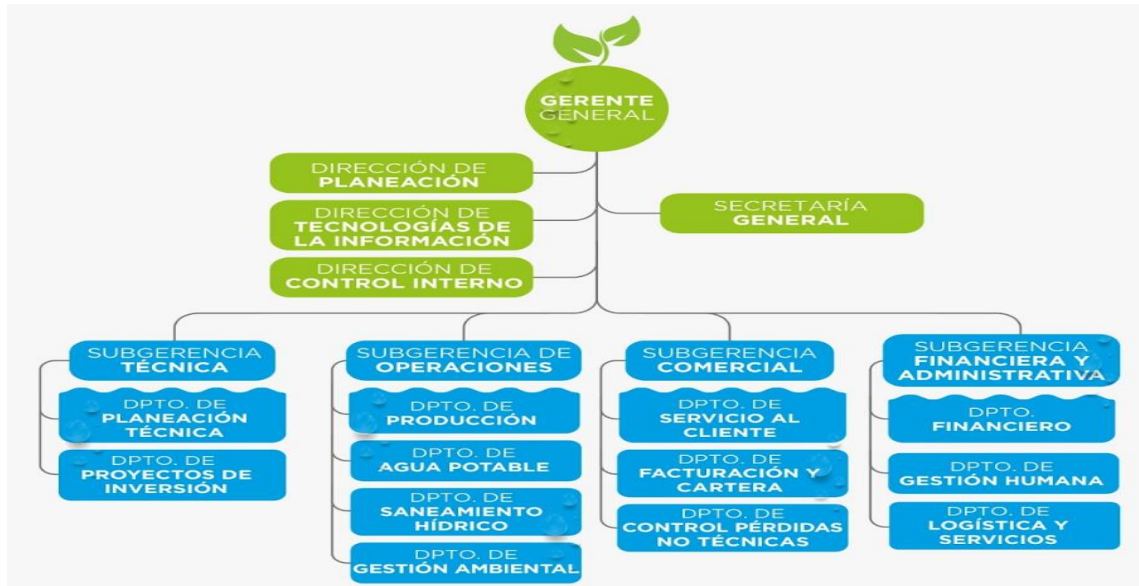 GERENTE
GENERAL
DIRECCIÓN DE
PLANEACIÓN
DIRECCIÓN DE
TECNOLOGÍAS DE
LA INFORMACIÓN
DIRECCIÓN DE
CONTROL INTERNO
SECRETARÍA
GENERAL
SUBGERENCIA
TÉCNICA
DPTO. DE
PLANEACIÓN
TÉCNICA
DPTO. DE
PROYECTOS DE
INVERSIÓN
SUBGERENCIA DE
OPERACIONES
DPTO. DE
PRODUCCIÓN
DPTO. DE
AGUA POTABLE
DPTO. DE
SANEAMIENTO
HÍDRICO
DPTO. DE
GESTIÓN AMBIENTAL
SUBGERENCIA
COMERCIAL
DPTO. DE
SERVICIO AL
CLIENTE
DPTO. DE
FACTURACIÓN Y
CARTERA
DPTO. DE
CONTROL PÉRDIDAS
NO TÉCNICAS
SUBGERENCIA
FINANCIERA Y
ADMINISTRATIVA
DPTO.
FINANCIERO
DPTO. DE
GESTIÓN HUMANA
DPTO. DE
LOGÍSTICA Y
SERVICIOS